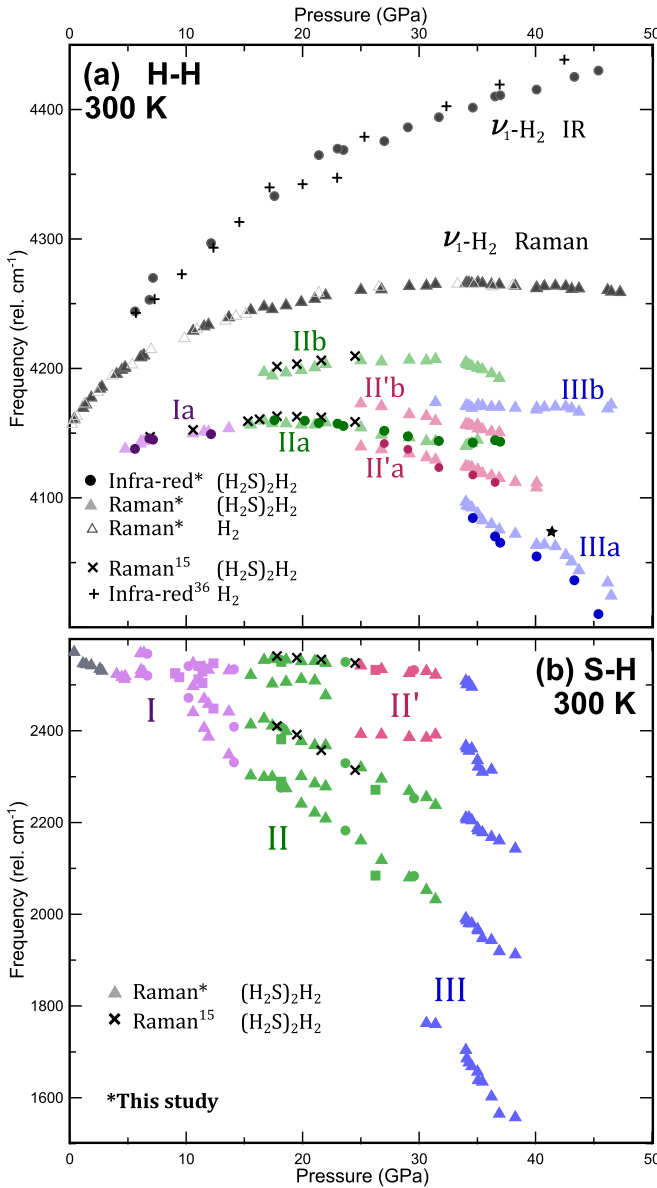 Pressure (GPa)
0 10 20 30 40 50
(a) H-H
300 K
Frequency (rel. cm⁻¹)
4400
4300
4200
4100
ν₁-H₂ IR
ν₁-H₂ Raman
IIb
II'b
IIIb
Ia
IIa
II'a
IIIa
Infra-red* (H₂S)₂H₂
Raman* (H₂S)₂H₂
Raman* H₂
Raman¹⁵ (H₂S)₂H₂
Infra-red³⁶ H₂
(b) S-H
300 K
Frequency (rel. cm⁻¹)
2400
2200
2000
1800
1600
I
II'
II
III
Raman* (H₂S)₂H₂
Raman¹⁵ (H₂S)₂H₂
*This study
0 10 20 30 40 50
Pressure (GPa)